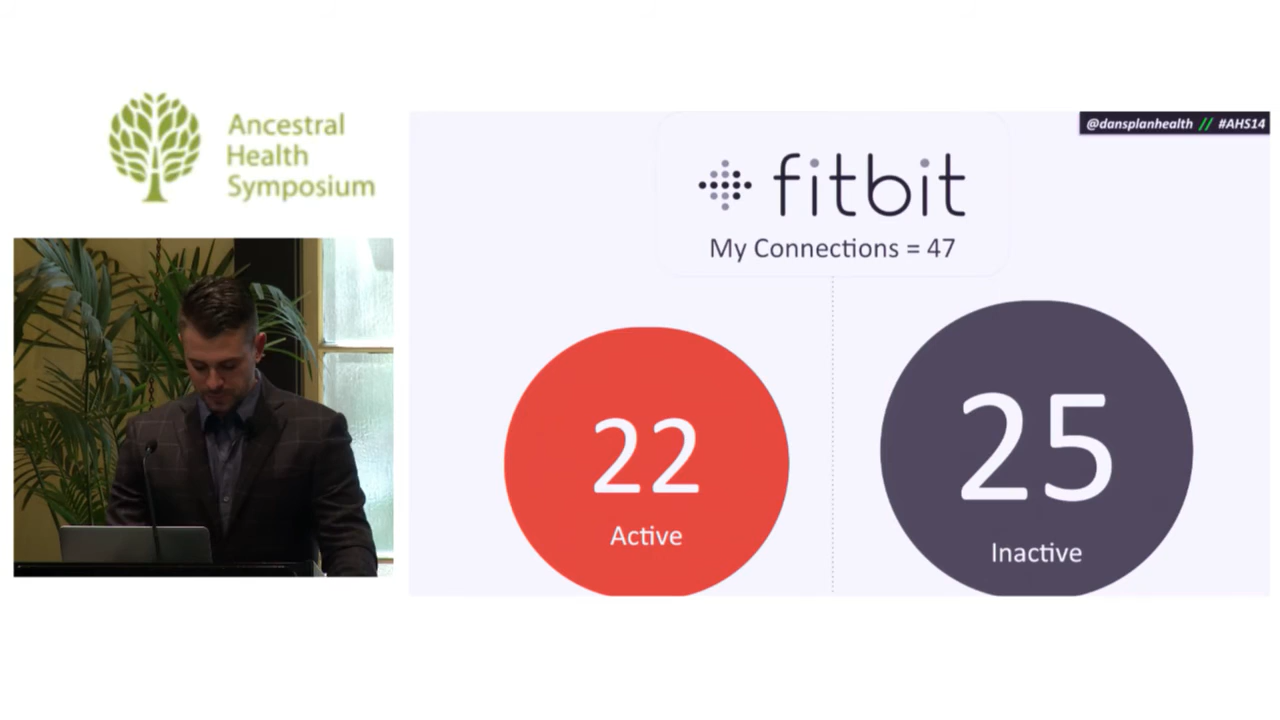 Ancestral
Health
Symposium
@dansplanhealth // #AHS14
fitbit
My Connections = 47
22
Active
25
Inactive